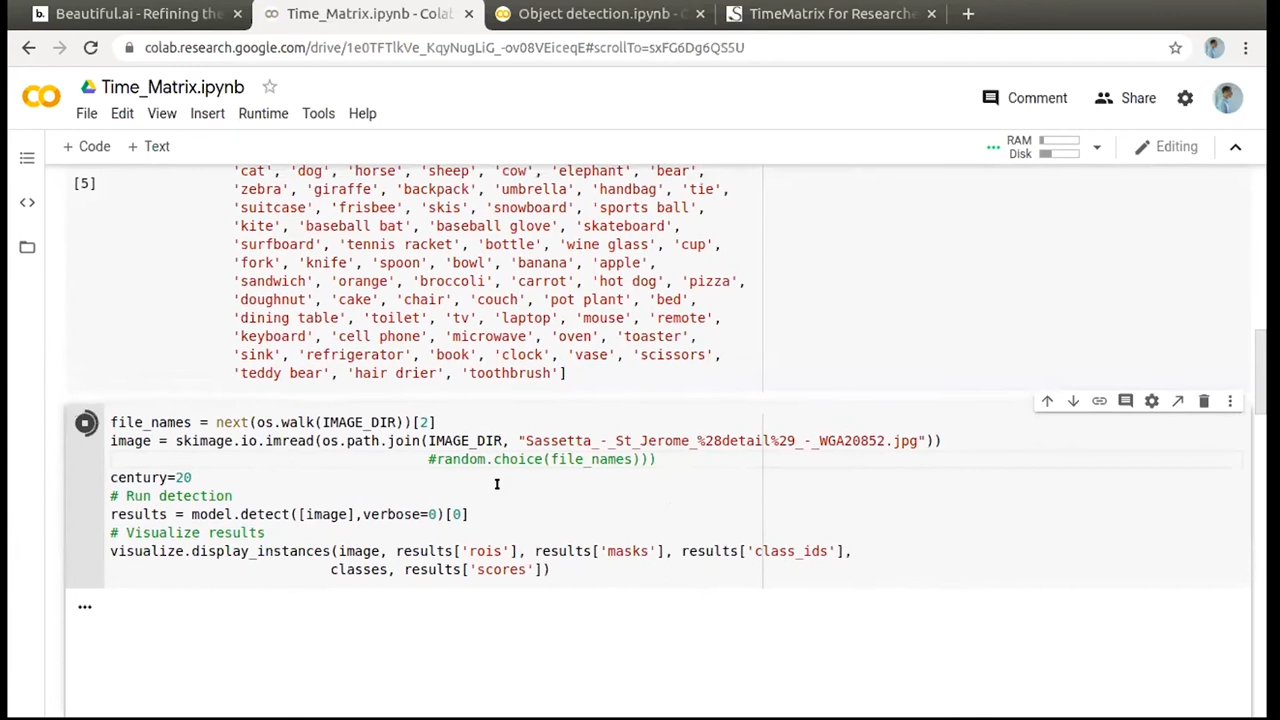 Beautiful.ai - Refining the
Time_Matrix.ipynb - Colab
Object detection.ipynb - C
TimeMatrix for Researche
colab.research.google.com/drive/1e0TFTlkVe_KqyNugLiG_-ov08VEiceqE#scrollTo=sxFG6Dg6QS5U
Time_Matrix.ipynb
File Edit View Insert Runtime Tools Help
Comment Share
+ Code + Text
RAM
Disk
Editing
[5]
'cat', 'dog', 'horse', 'sheep', 'cow', 'elephant', 'bear',
'zebra', 'giraffe', 'backpack', 'umbrella', 'handbag', 'tie',
'suitcase', 'frisbee', 'skis', 'snowboard', 'sports ball',
'kite', 'baseball bat', 'baseball glove', 'skateboard',
'surfboard', 'tennis racket', 'bottle', 'wine glass', 'cup',
'fork', 'knife', 'spoon', 'bowl', 'banana', 'apple',
'sandwich', 'orange', 'broccoli', 'carrot', 'hot dog', 'pizza',
'doughnut', 'cake', 'chair', 'couch', 'pot plant', 'bed',
'dining table', 'toilet', 'tv', 'laptop', 'mouse', 'remote',
'keyboard', 'cell phone', 'microwave', 'oven', 'toaster',
'sink', 'refrigerator', 'book', 'clock', 'vase', 'scissors',
'teddy bear', 'hair drier', 'toothbrush']
file_names = next(os.walk(IMAGE_DIR))[2]
image = skimage.io.imread(os.path.join(IMAGE_DIR, "Sassetta_-_St_Jerome_%28detail%29_-_WGA20852.jpg"))
#random.choice(file_names)))
century=20
# Run detection
results = model.detect([image],verbose=0)[0]
# Visualize results
visualize.display_instances(image, results['rois'], results['masks'], results['class_ids'],
classes, results['scores'])